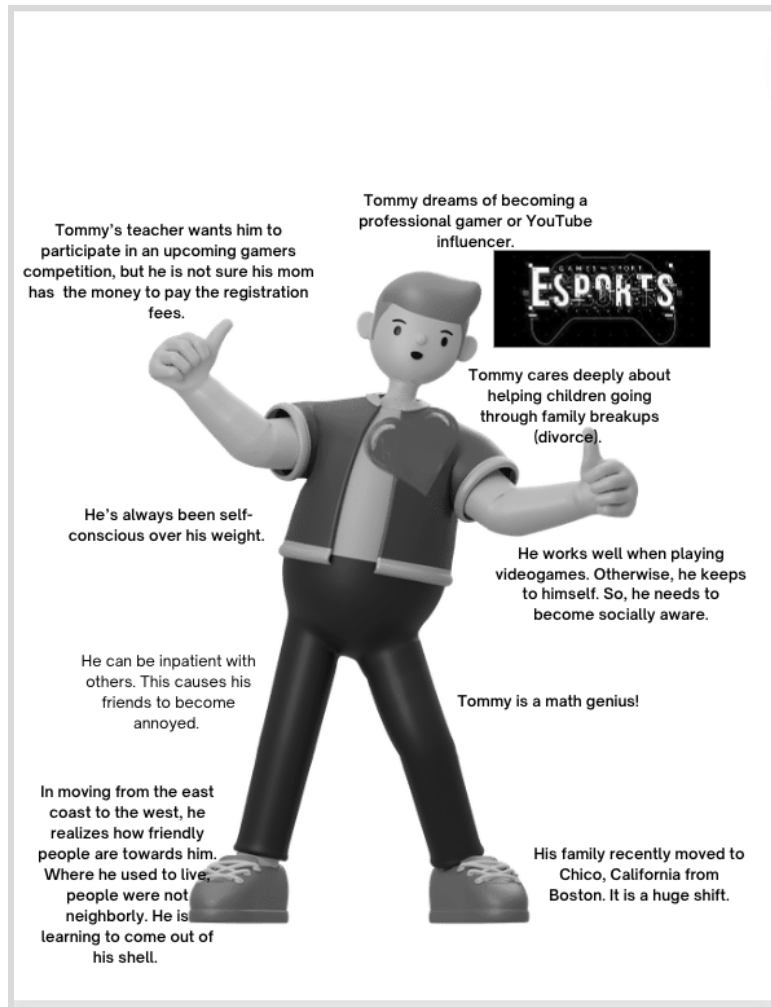 Tommy dreams of becoming a
professional gamer or YouTube
influencer.
Tommy's teacher wants him to
participate in an upcoming gamers
competition, but he is not sure his mom
has the money to pay the registration
fees.
ESPORTS
Tommy cares deeply about
helping children going
through family breakups
(divorce).
He's always been self-
conscious over his weight.
He works well when playing
videogames. Otherwise, he keeps
to himself. So, he needs to
become socially aware.
He can be inpatient with
others. This causes his
friends to become
annoyed.
Tommy is a math genius!
In moving from the east
coast to the west, he
realizes how friendly
people are towards him.
Where he used to live,
people were not
neighborly. He is
learning to come out of
his shell.
His family recently moved to
Chico, California from
Boston. It is a huge shift.